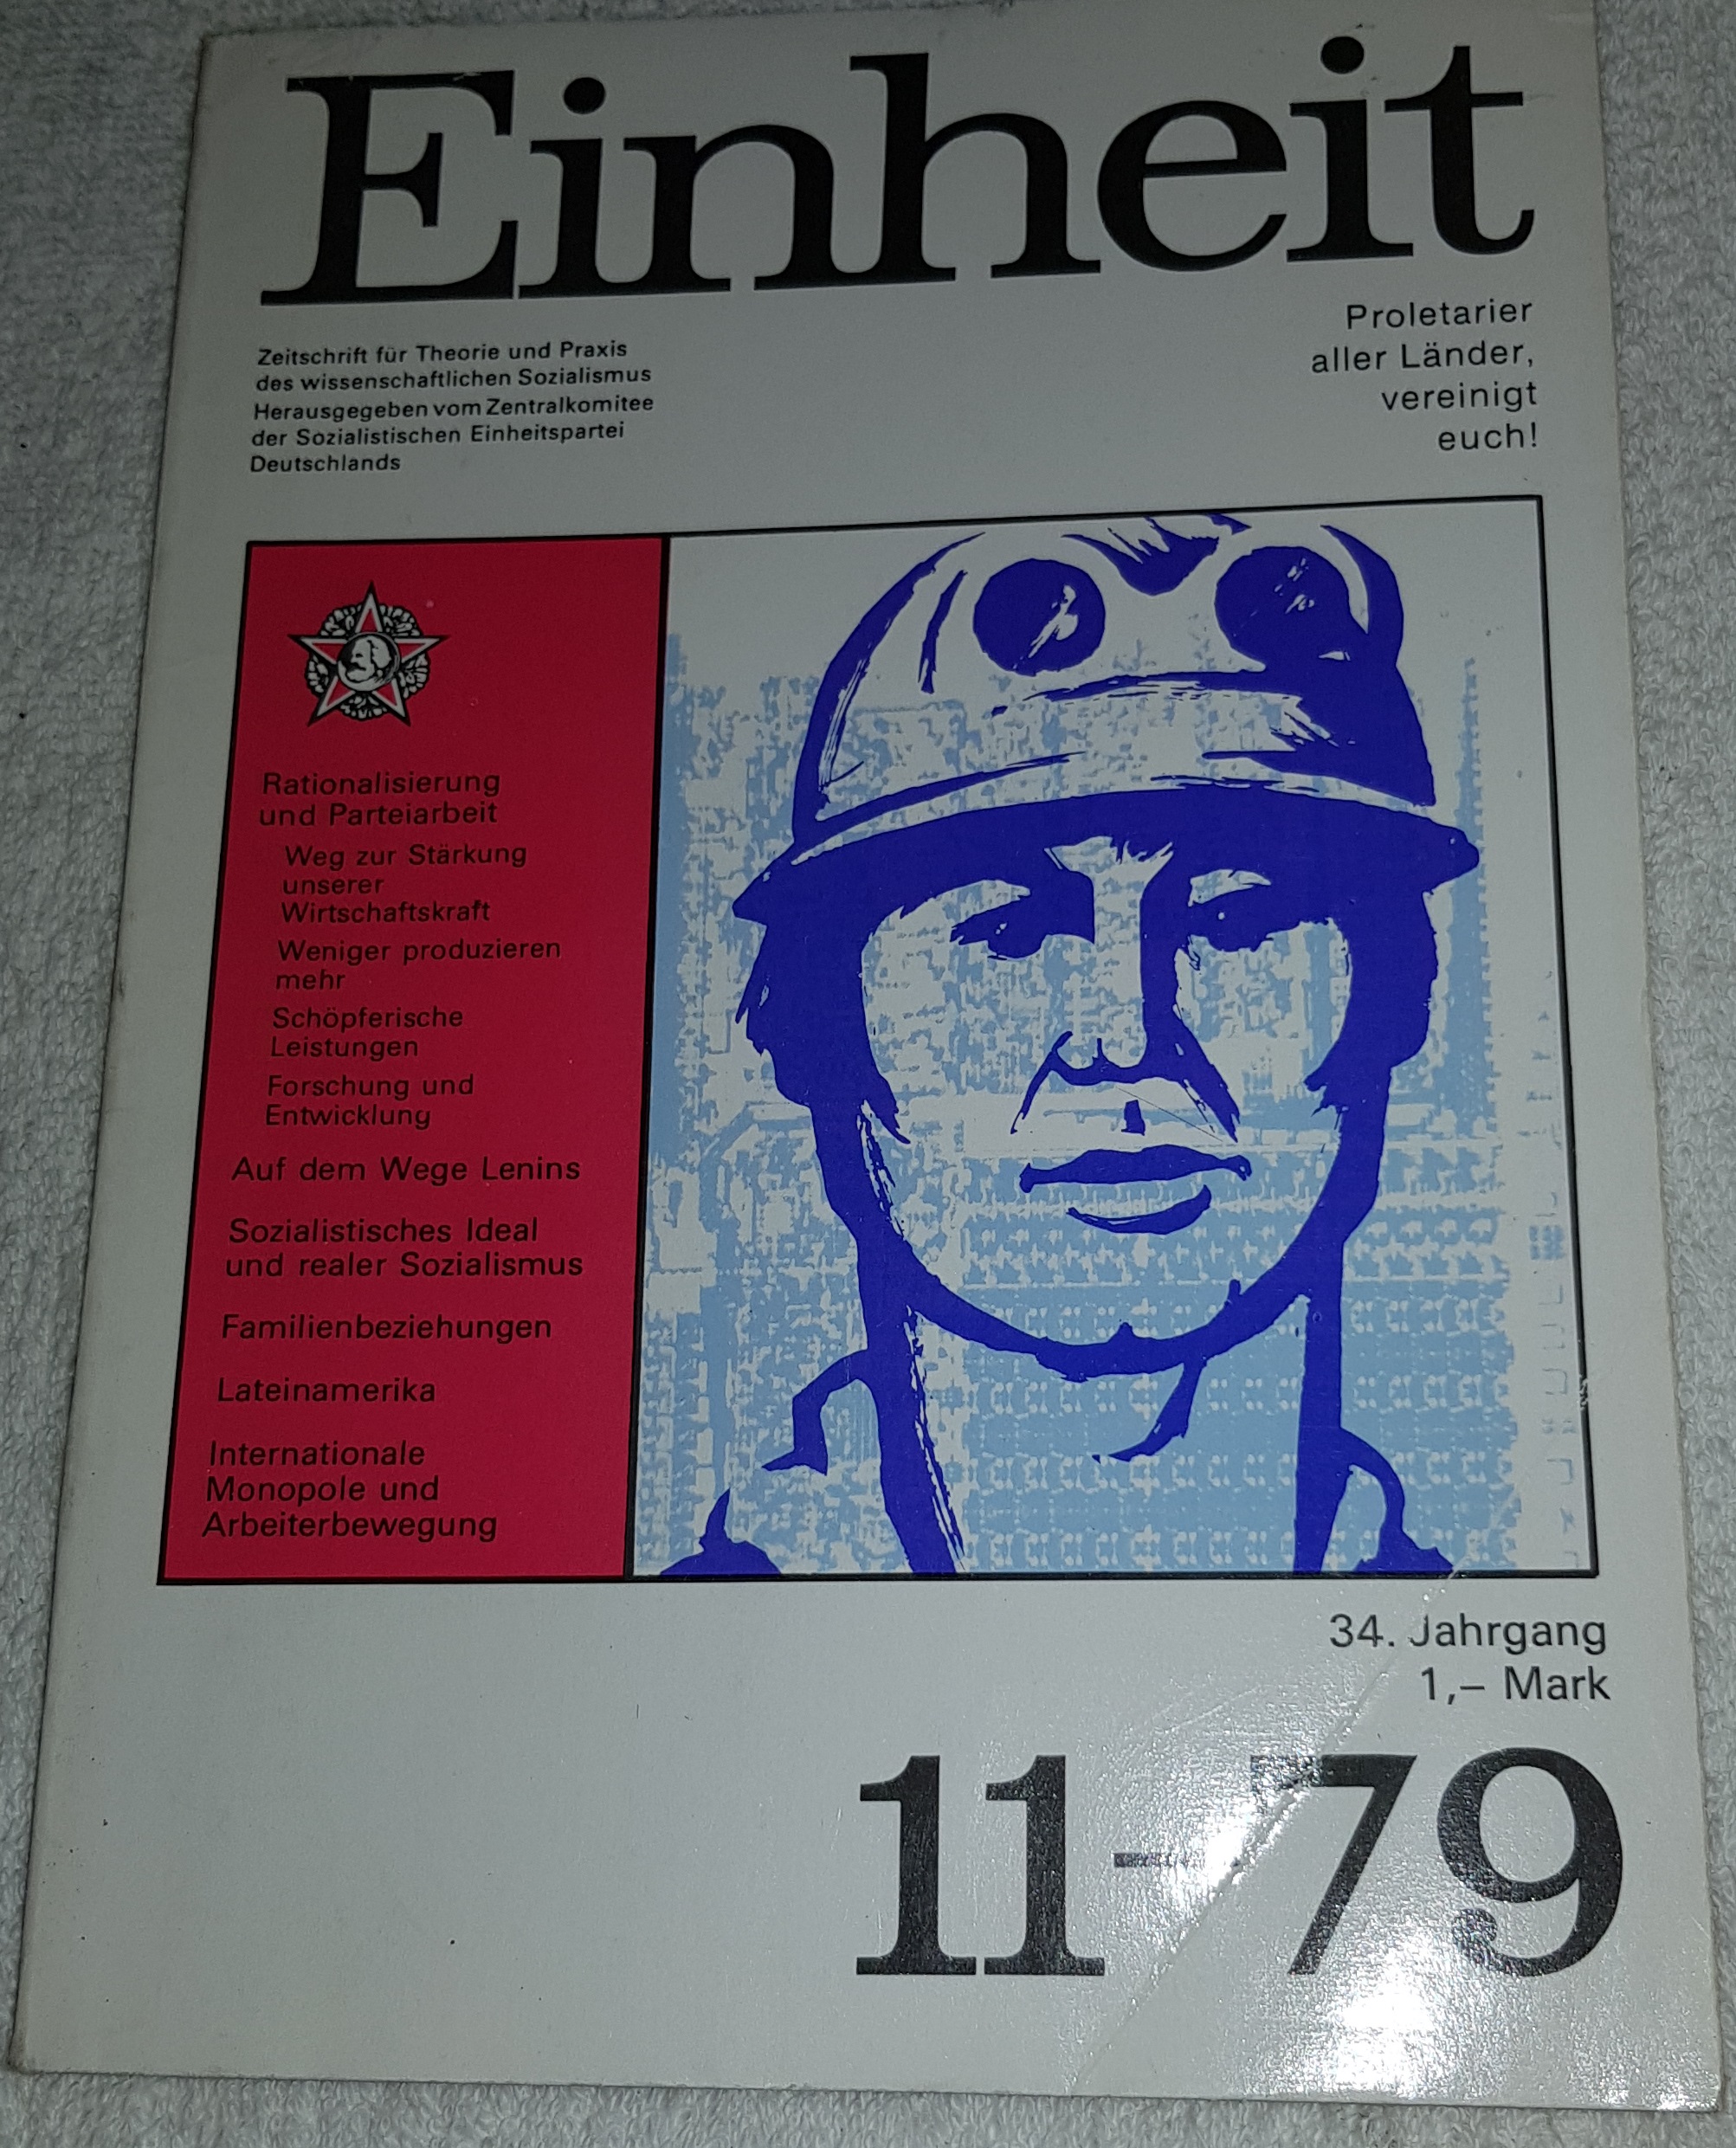 Einheit
Zeitschrift für Theorie und Praxis
des wissenschaftlichen Sozialismus
Herausgegeben vom Zentralkomitee
der Sozialistischen Einheitspartei
Deutschlands
Proletarier
aller Länder,
vereinigt
euch!
Rationalisierung
und Parteiarbeit
Weg zur Stärkung
unserer
Wirtschaftskraft
Weniger produzieren
mehr
Schöpferische
Leistungen
Forschung und
Entwicklung
Auf dem Wege Lenins
Sozialistisches Ideal
und realer Sozialismus
Familienbeziehungen
Lateinamerika
Internationale
Monopole und
Arbeiterbewegung
34. Jahrgang
1,– Mark
11–79